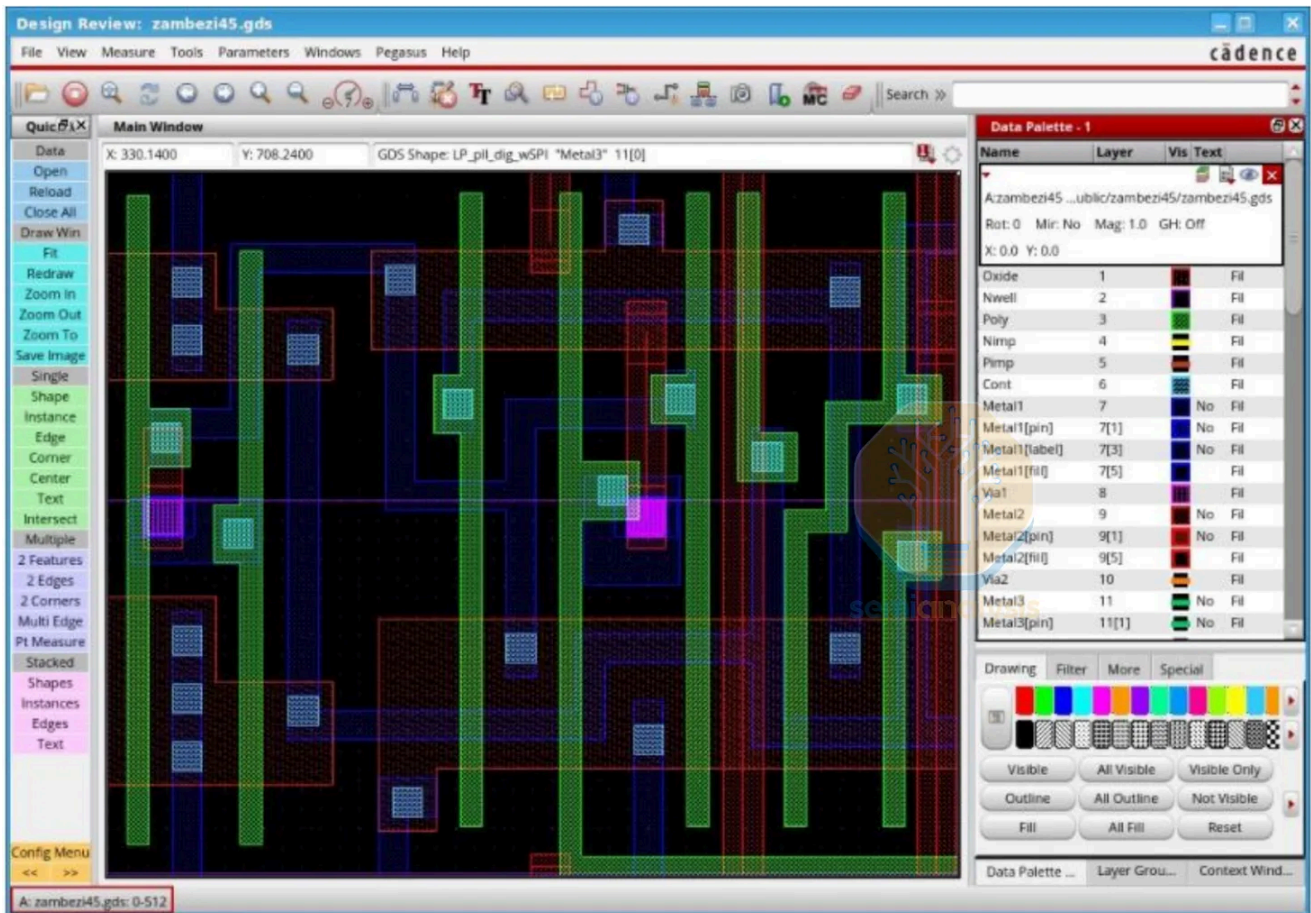 Design Review: zambezi45.gds
File View Measure Tools Parameters Windows Pegasus Help
cādence
TT
MC
Search »
Quic
Main Window
Data Palette - 1
Data
Open
Reload
Close All
Draw Win
Fit
Redraw
Zoom In
Zoom Out
Zoom To
Save Image
Single
Shape
Instance
Edge
Corner
Center
Text
Intersect
Multiple
2 Features
2 Edges
2 Corners
Multi Edge
Pt Measure
Stacked
Shapes
Instances
Edges
Text
Config Menu
<< >>
X: 330.1400 Y: 708.2400 GDS Shape: LP_pll_dig_wSPI "Metal3" 11[0]
Name Layer Vis Text
A:zambezi45 ...ublic/zambezi45/zambezi45.gds
Rot: 0 Mir: No Mag: 1.0 GH: Off
X: 0.0 Y: 0.0
Oxide 1 Fil
Nwell 2 Fil
Poly 3 Fil
Nimp 4 Fil
Pimp 5 Fil
Cont 6 Fil
Metal1 7 No Fil
Metal1[pin] 7[1] No Fil
Metal1[label] 7[3] No Fil
Metal1[fill] 7[5] Fil
Via1 8 Fil
Metal2 9 No Fil
Metal2[pin] 9[1] No Fil
Metal2[fill] 9[5] Fil
Via2 10 Fil
Metal3 11 No Fil
Metal3[pin] 11[1] No Fil
semianalysis
Drawing Filter More Special
Visible All Visible Visible Only
Outline All Outline Not Visible
Fill All Fill Reset
Data Palette ... Layer Grou... Context Wind...
A: zambezi45.gds: 0-512